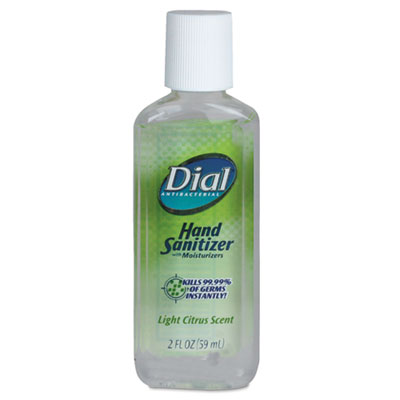 Dial
ANTIBACTERIAL
Hand
Sanitizer
with Moisturizers
KILLS 99.99%
OF GERMS
INSTANTLY!
Light Citrus Scent
2 FL OZ (59 mL)